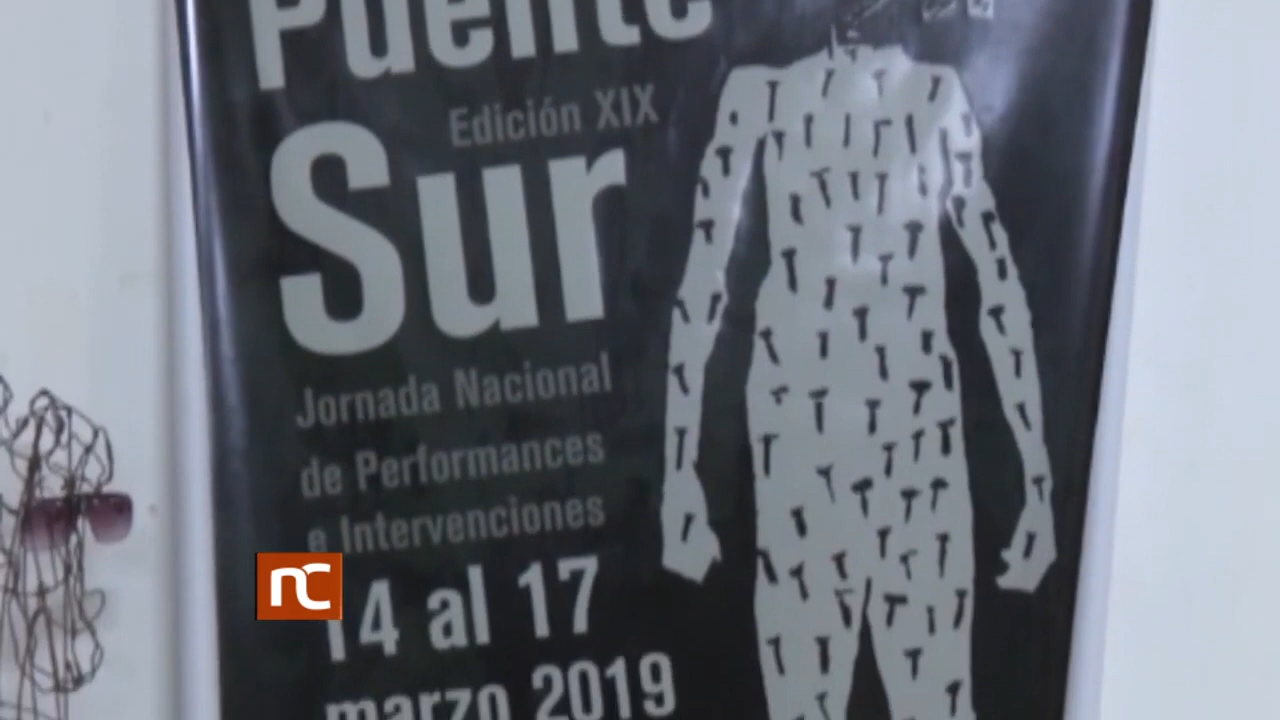 Puente
Edición XIX
Sur
Jornada Nacional
de Performances
e Intervenciones
14 al 17
marzo 2019
nc